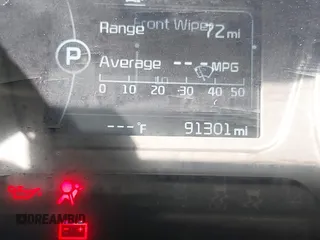 Front Wiper
Range 72 mi
P
Average - - - MPG
0 10 20 30 40 50
- - - °F 91301 mi
DREAMBID